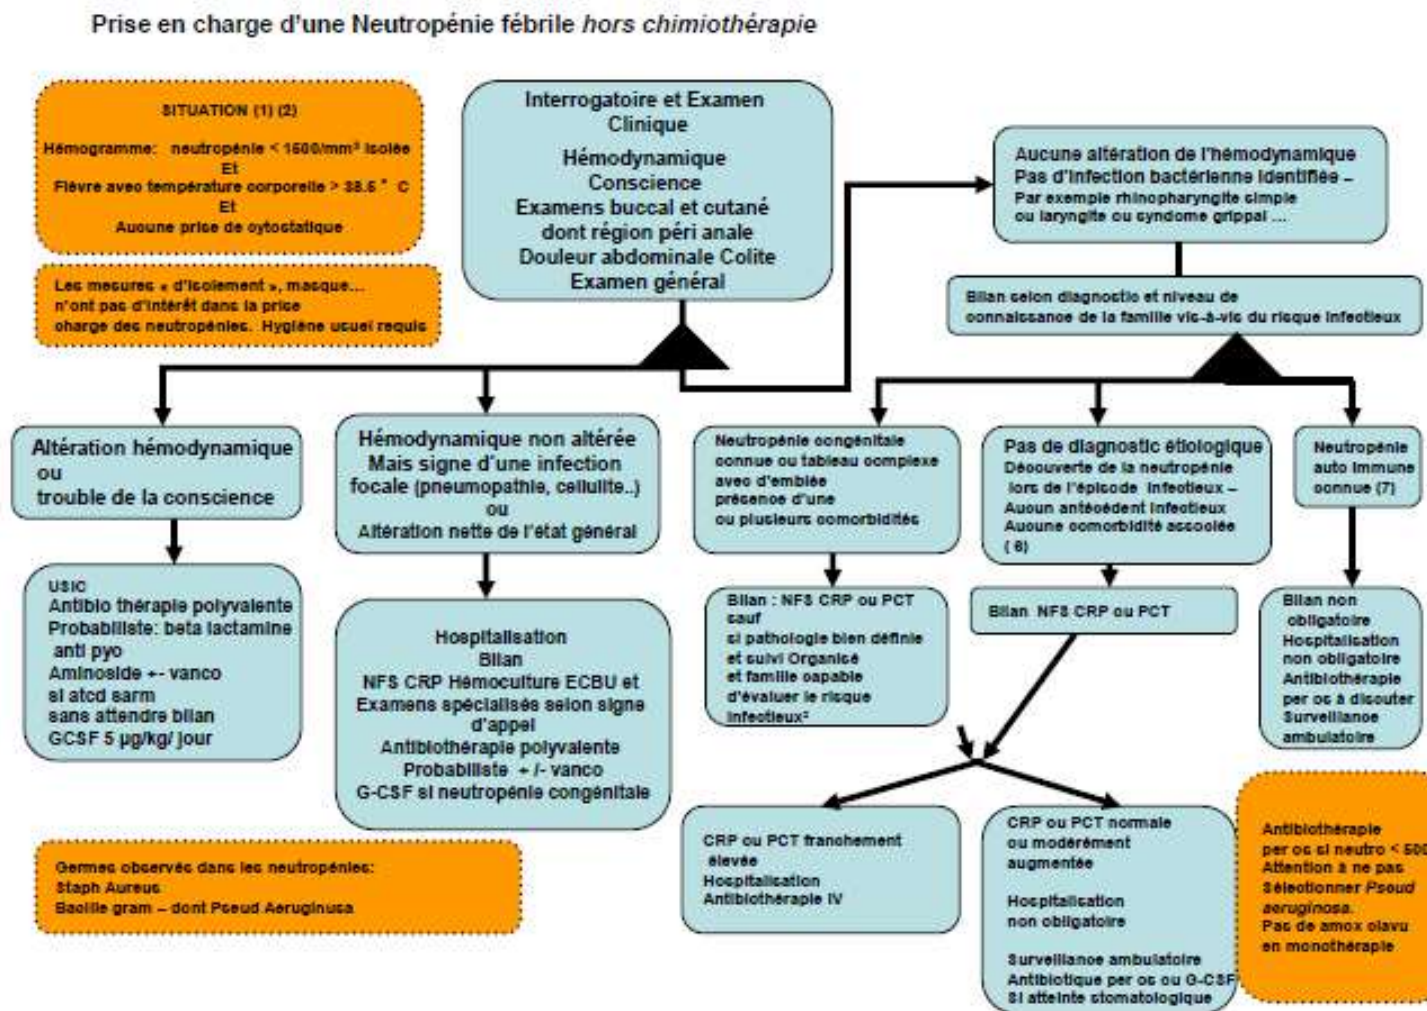 Prise en charge d'une Neutropénie fébrile hors chimiothérapie
SITUATION (1) (2)
Hémogramme: neutropénie < 1500/mm³ isolée
Et
Fièvre avec température corporelle > 38.5 ° C
Et
Aucune prise de cytostatique
Les mesures « d'isolement », masque...
n'ont pas d'intérêt dans la prise
charge des neutropénies. Hygiène usuel requis
Interrogatoire et Examen
Clinique
Hémodynamique
Conscience
Examens buccal et cutané
dont région péri anale
Douleur abdominale Colite
Examen général
Aucune altération de l'hémodynamique
Pas d'infection bactérienne identifiée –
Par exemple rhinopharyngite simple
ou laryngite ou syndome grippal ...
Bilan selon diagnostic et niveau de
connaissance de la famille vis-à-vis du risque infectieux
Altération hémodynamique
ou
trouble de la conscience
Hémodynamique non altérée
Mais signe d'une infection
focale (pneumopathie, cellulite..)
ou
Altération nette de l'état général
Neutropénie congénitale
connue ou tableau complexe
avec d'emblée
présence d'une
ou plusieurs comorbidités
Pas de diagnostic étiologique
Découverte de la neutropénie
lors de l'épisode infectieux –
Aucun antécédent infectieux
Aucune comorbidité associée
( 6)
Neutropénie
auto immune
connue (7)
USIC
Antibio thérapie polyvalente
Probabiliste: beta lactamine
anti pyo
Aminoside +- vanco
si atcd sarm
sans attendre bilan
GCSF 5 µg/kg/ jour
Hospitalisation
Bilan
NFS CRP Hémoculture ECBU et
Examens spécialisés selon signe
d'appel
Antibiothérapie polyvalente
Probabiliste + /- vanco
G-CSF si neutropénie congénitale
Bilan : NFS CRP ou PCT
sauf
si pathologie bien définie
et suivi Organisé
et famille capable
d'évaluer le risque
infectieux²
Bilan NFS CRP ou PCT
Bilan non
obligatoire
Hospitalisation
non obligatoire
Antibiothérapie
per os à discuter
Surveillance
ambulatoire
CRP ou PCT franchement
élevée
Hospitalisation
Antibiothérapie IV
CRP ou PCT normale
ou modérément
augmentée
Hospitalisation
non obligatoire
Surveillance ambulatoire
Antibiotique per os ou G-CSF
Si atteinte stomatologique
Antibiothérapie
per os si neutro < 500
Attention à ne pas
Sélectionner Pseud
aeruginosa.
Pas de amox clavu
en monothérapie
Germes observés dans les neutropénies:
Staph Aureus
Bacille gram – dont Pseud Aeruginusa